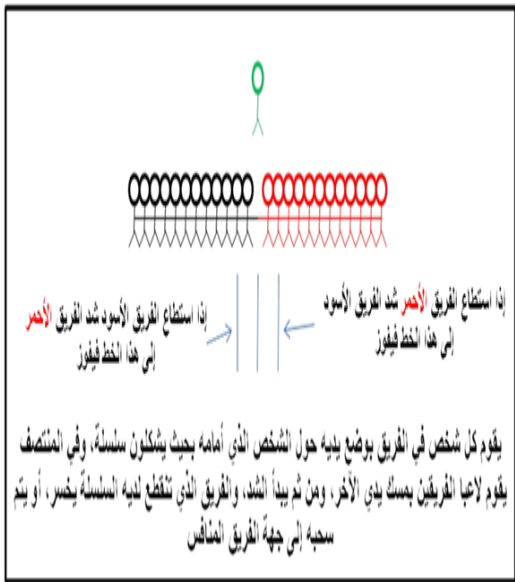 إذا استطاع الفريق الأحمر شد الفريق الأسود
إلى هذا الخط فيفوز
إذا استطاع الفريق الأسود شد الفريق الأحمر
إلى هذا الخط فيفوز
يقوم كل شخص في الفريق بوضع يديه حول الشخص الذي أمامه بحيث يشكلون سلسلة، وفي المنتصف
يقوم لاعبا الفريقين بمسك يدي الآخر، ومن ثم يبدأ الشد، والفريق الذي تنقطع لديه السلسلة يخسر، أو يتم
سحبه إلى جهة الفريق المنافس